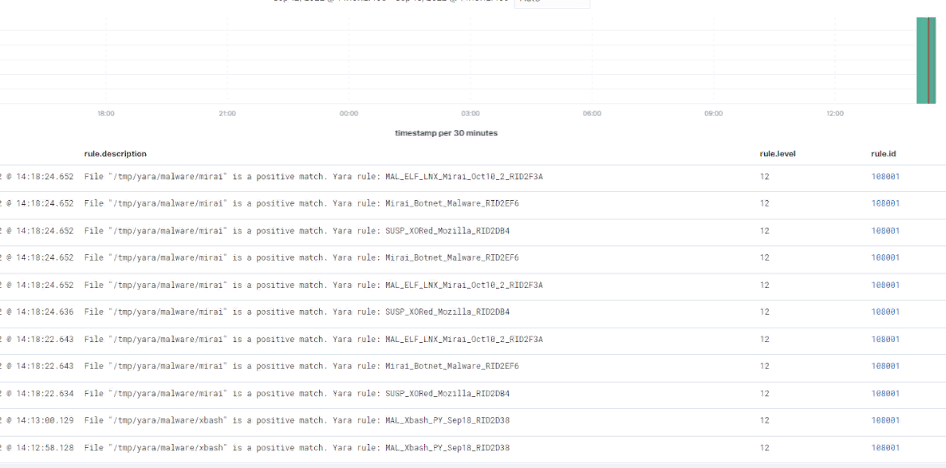 18:00 21:00 00:00 03:00 06:00 09:00 12:00
timestamp per 30 minutes
rule.description rule.level rule.id
2 @ 14:18:24.652 File "/tmp/yara/malware/mirai" is a positive match. Yara rule: MAL_ELF_LNX_Mirai_Oct10_2_RID2F3A 12 108001
2 @ 14:18:24.652 File "/tmp/yara/malware/mirai" is a positive match. Yara rule: Mirai_Botnet_Malware_RID2EF6 12 108001
2 @ 14:18:24.652 File "/tmp/yara/malware/mirai" is a positive match. Yara rule: SUSP_XORed_Mozilla_RID2DB4 12 108001
2 @ 14:18:24.652 File "/tmp/yara/malware/mirai" is a positive match. Yara rule: Mirai_Botnet_Malware_RID2EF6 12 108001
2 @ 14:18:24.652 File "/tmp/yara/malware/mirai" is a positive match. Yara rule: MAL_ELF_LNX_Mirai_Oct10_2_RID2F3A 12 108001
2 @ 14:18:24.636 File "/tmp/yara/malware/mirai" is a positive match. Yara rule: SUSP_XORed_Mozilla_RID2DB4 12 108001
2 @ 14:18:22.643 File "/tmp/yara/malware/mirai" is a positive match. Yara rule: MAL_ELF_LNX_Mirai_Oct10_2_RID2F3A 12 108001
2 @ 14:18:22.643 File "/tmp/yara/malware/mirai" is a positive match. Yara rule: Mirai_Botnet_Malware_RID2EF6 12 108001
2 @ 14:18:22.634 File "/tmp/yara/malware/mirai" is a positive match. Yara rule: SUSP_XORed_Mozilla_RID2DB4 12 108001
2 @ 14:13:00.129 File "/tmp/yara/malware/xbash" is a positive match. Yara rule: MAL_Xbash_PY_Sep18_RID2D38 12 108001
2 @ 14:12:58.128 File "/tmp/yara/malware/xbash" is a positive match. Yara rule: MAL_Xbash_PY_Sep18_RID2D38 12 108001